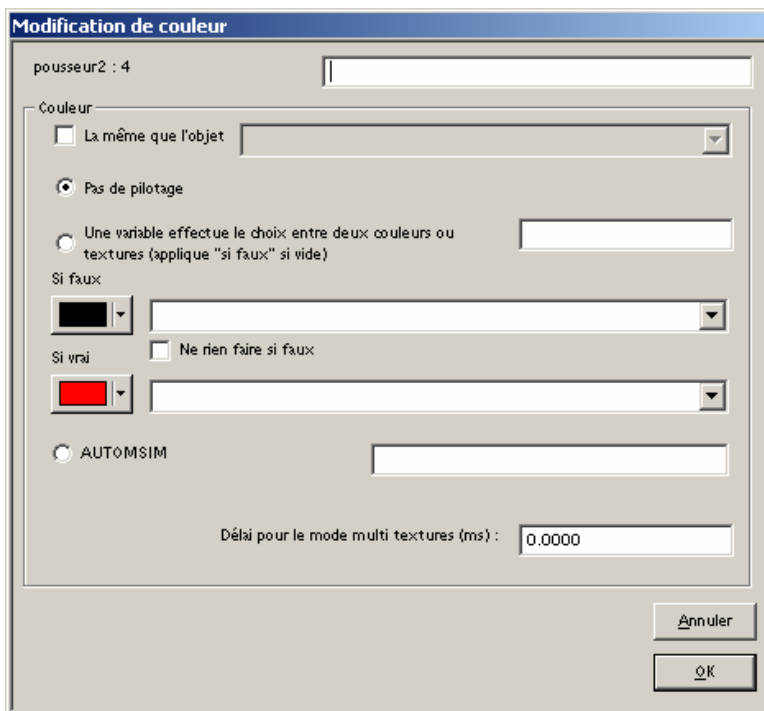 Modification de couleur
pousseur2 : 4
Couleur
La même que l'objet
Pas de pilotage
Une variable effectue le choix entre deux couleurs ou
textures (applique "si faux" si vide)
Si faux
Si vrai
Ne rien faire si faux
AUTOMSIM
Délai pour le mode multi textures (ms) :
0.0000
Annuler
OK